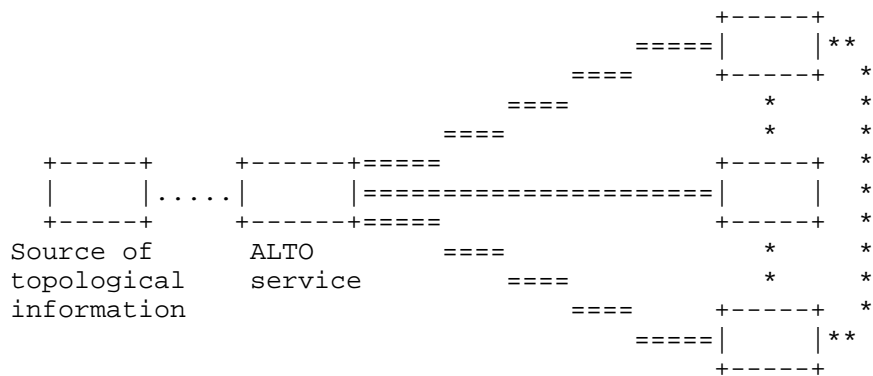 +-----+
                                        =====|     |**
                                    ====     +-----+  *
                                ====            *     *
                            ====                *     *
   +-----+     +------+=====                 +-----+  *
   |     |.....|      |======================|     |  *
   +-----+     +------+=====                 +-----+  *
 Source of      ALTO        ====                *     *
 topological    service         ====            *     *
 information                        ====     +-----+  *
                                        =====|     |**
                                             +-----+